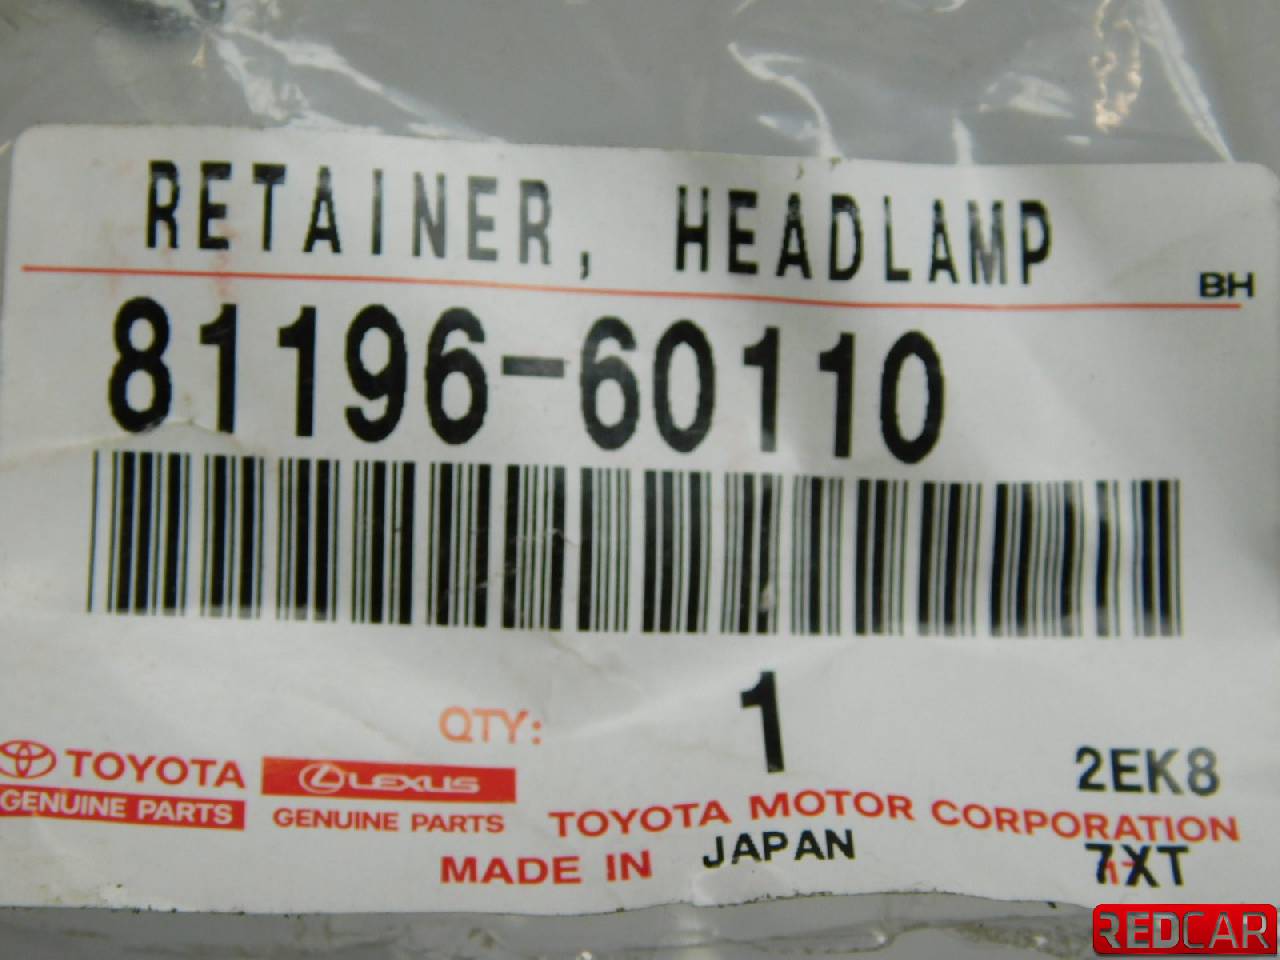 RETAINER, HEADLAMP
BH
81196-60110
QTY: 1
2EK8
TOYOTA
GENUINE PARTS
LEXUS
GENUINE PARTS
TOYOTA MOTOR CORPORATION
MADE IN JAPAN
7XT
REDCAR